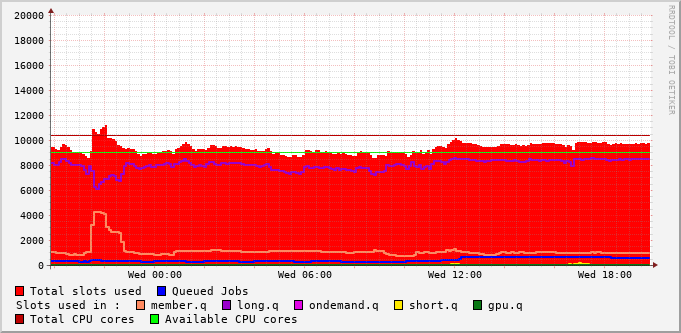 20000
18000
16000
14000
12000
10000
8000
6000
4000
2000
0
Wed 00:00 Wed 06:00 Wed 12:00 Wed 18:00
RRDTOOL / TOBI OETIKER
Total slots used Queued Jobs
Slots used in : member.q long.q ondemand.q short.q gpu.q
Total CPU cores Available CPU cores